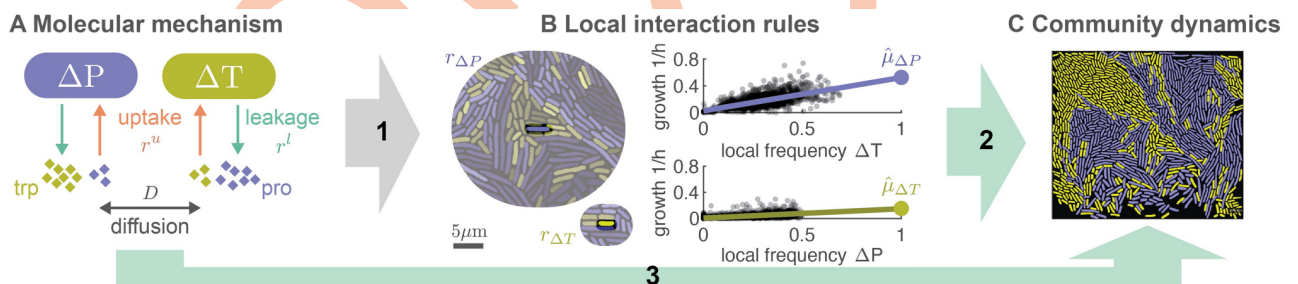 A Molecular mechanism
ΔP
ΔT
uptake
r^u
leakage
r^l
trp
pro
D
diffusion
1
B Local interaction rules
r_ΔP
5μm
r_ΔT
growth 1/h
0.8
0.4
0
μ̂_ΔP
0
0.5
1
local frequency ΔT
growth 1/h
0.8
0.4
0
μ̂_ΔT
0
0.5
1
local frequency ΔP
2
C Community dynamics
3